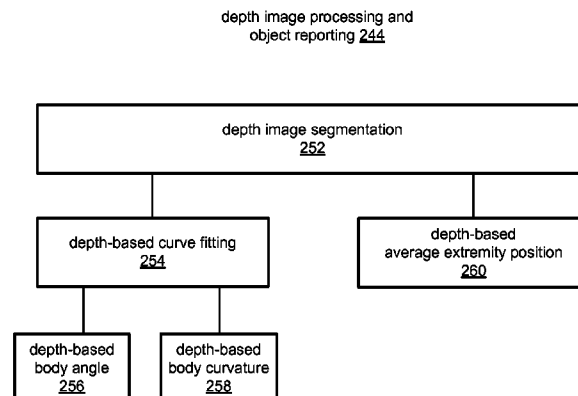 depth image processing and
object reporting 244
depth image segmentation
252
depth-based curve fitting
254
depth-based
average extremity position
260
depth-based
body angle
256
depth-based
body curvature
258